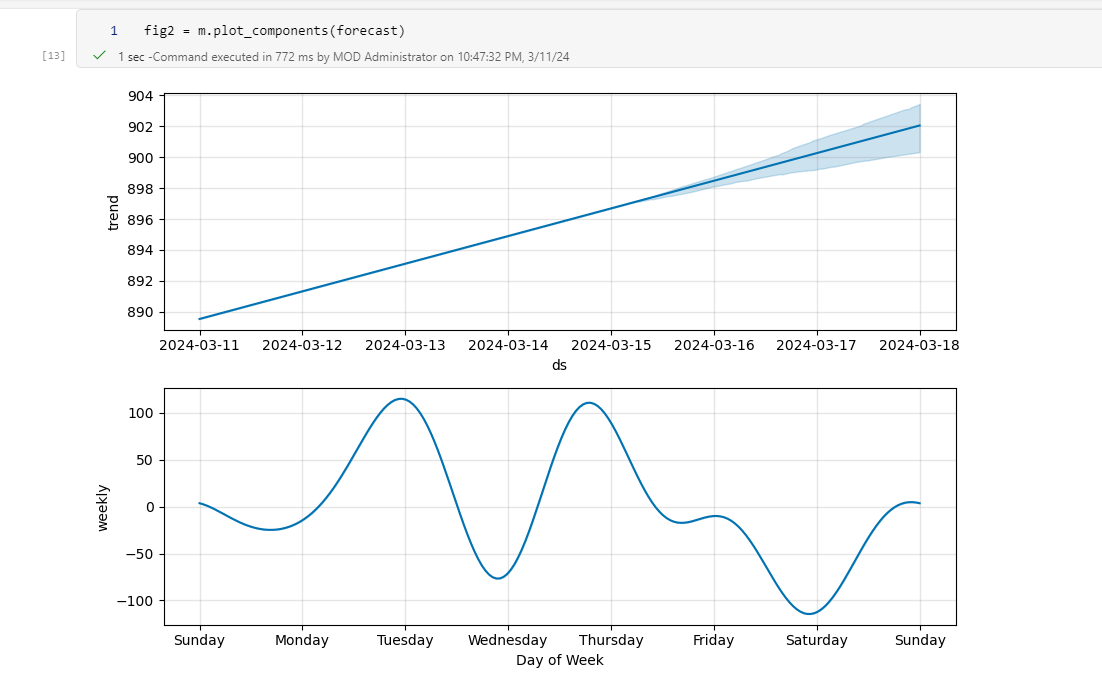 1 fig2 = m.plot_components(forecast)
[13] 1 sec -Command executed in 772 ms by MOD Administrator on 10:47:32 PM, 3/11/24
904
902
900
898
896
894
892
890
trend
2024-03-11 2024-03-12 2024-03-13 2024-03-14 2024-03-15 2024-03-16 2024-03-17 2024-03-18
ds
100
50
0
−50
−100
weekly
Sunday Monday Tuesday Wednesday Thursday Friday Saturday Sunday
Day of Week